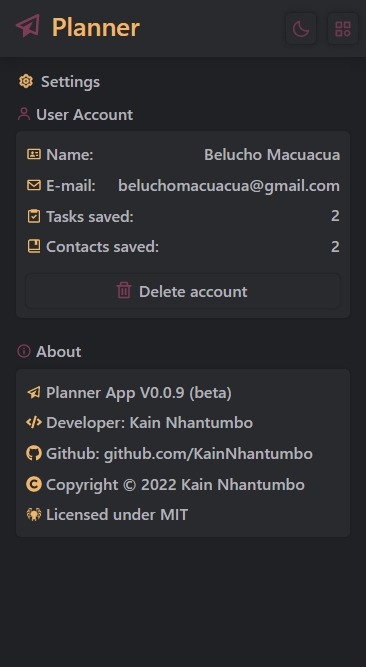 Planner
Settings
User Account
Name: Belucho Macuacua
E-mail: beluchomacuacua@gmail.com
Tasks saved: 2
Contacts saved: 2
Delete account
About
Planner App V0.0.9 (beta)
Developer: Kain Nhantumbo
Github: github.com/KainNhantumbo
Copyright © 2022 Kain Nhantumbo
Licensed under MIT